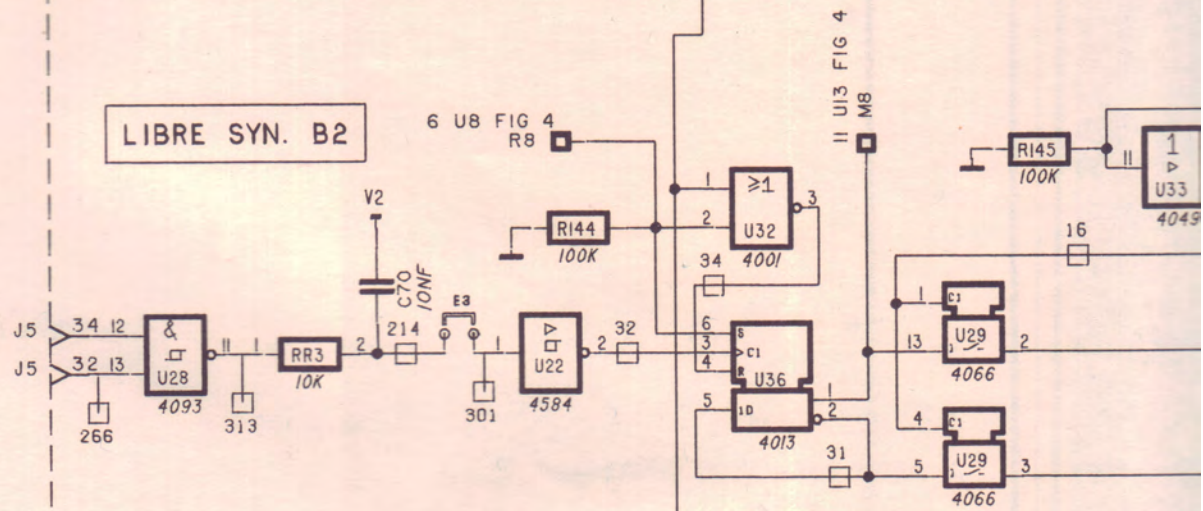 11 U13 FIG 4
M8
LIBRE SYN. B2
6 U8 FIG 4
R8
V2
C70
10NF
R144
100K
1
2
≥1
U32
4001
3
34
R145
100K
11
1
U33
4049
16
J5
34
12
J5
32
13
&
U28
4093
266
11
313
1
RR3
10K
2
214
E3
1
301
U22
4584
2
32
6
3
4
S
C1
R
U36
5
1D
4013
1
2
31
1
C1
13
U29
4066
2
4
C1
5
U29
4066
3